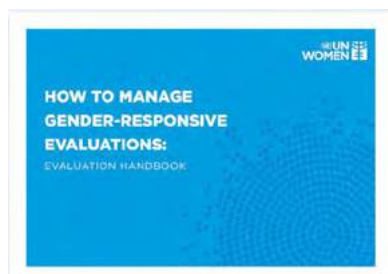 UN
WOMEN
HOW TO MANAGE
GENDER-RESPONSIVE
EVALUATIONS:
EVALUATION HANDBOOK